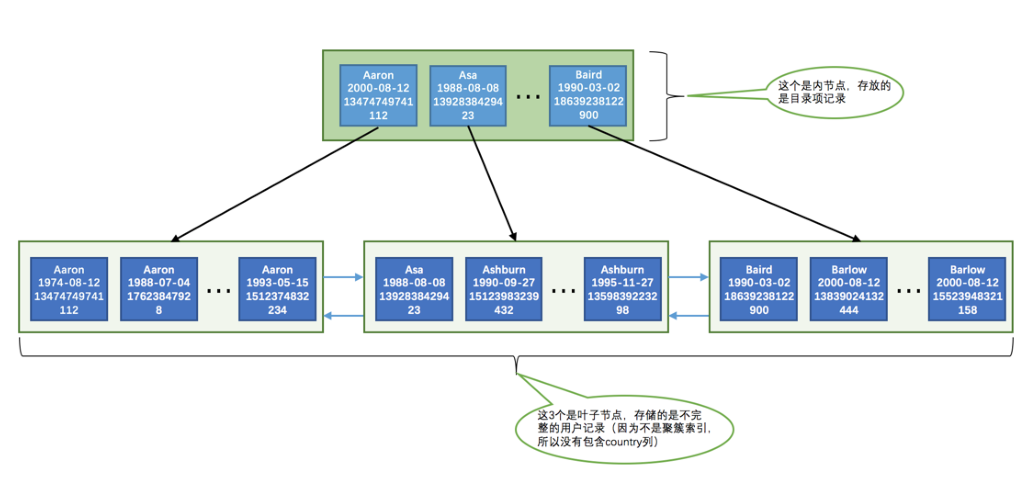 Aaron
2000-08-12
13474749741
112
Asa
1988-08-08
13928384294
23
...
Baird
1990-03-02
18639238122
900
这个是内节点，存放的
是目录项记录
Aaron
1974-08-12
13474749741
112
Aaron
1988-07-04
1762384792
8
...
Aaron
1993-05-15
1512374832
234
Asa
1988-08-08
13928384294
23
Ashburn
1990-09-27
15123983239
432
...
Ashburn
1995-11-27
13598392232
98
Baird
1990-03-02
18639238122
900
Barlow
2000-08-12
13839024132
444
...
Barlow
2000-08-12
15523948321
158
这3个是叶子节点，存储的是不完
整的用户记录（因为不是聚簇索引，
所以没有包含country列）